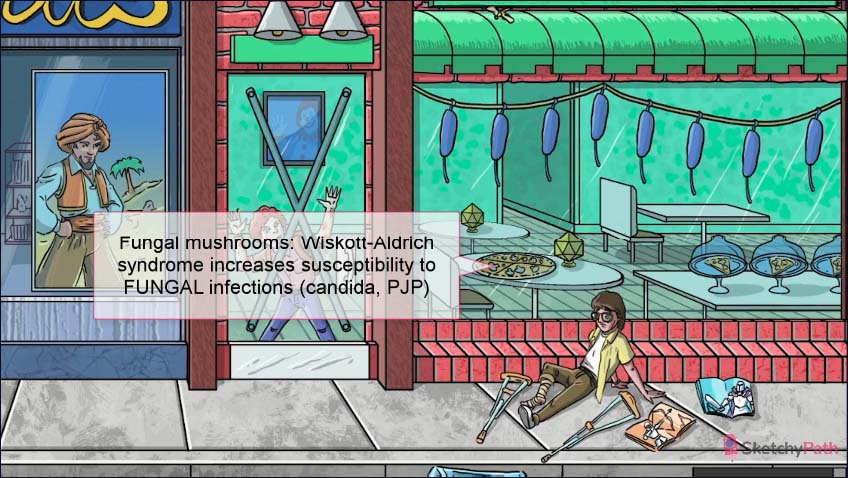 Fungal mushrooms: Wiskott-Aldrich
syndrome increases susceptibility to
FUNGAL infections (candida, PJP)
SketchyPath